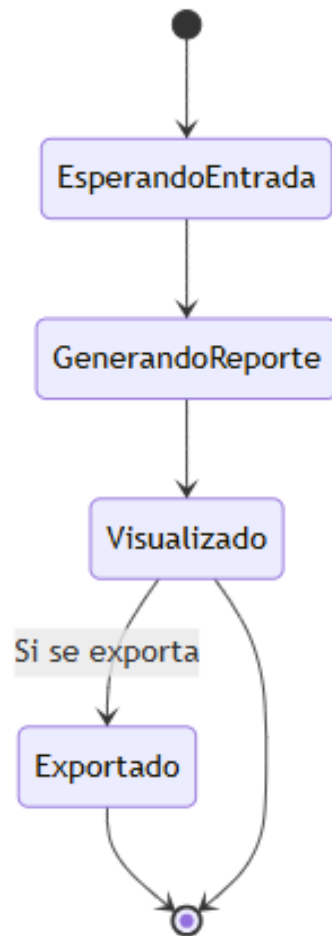 EsperandoEntrada
GenerandoReporte
Visualizado
Si se exporta
Exportado